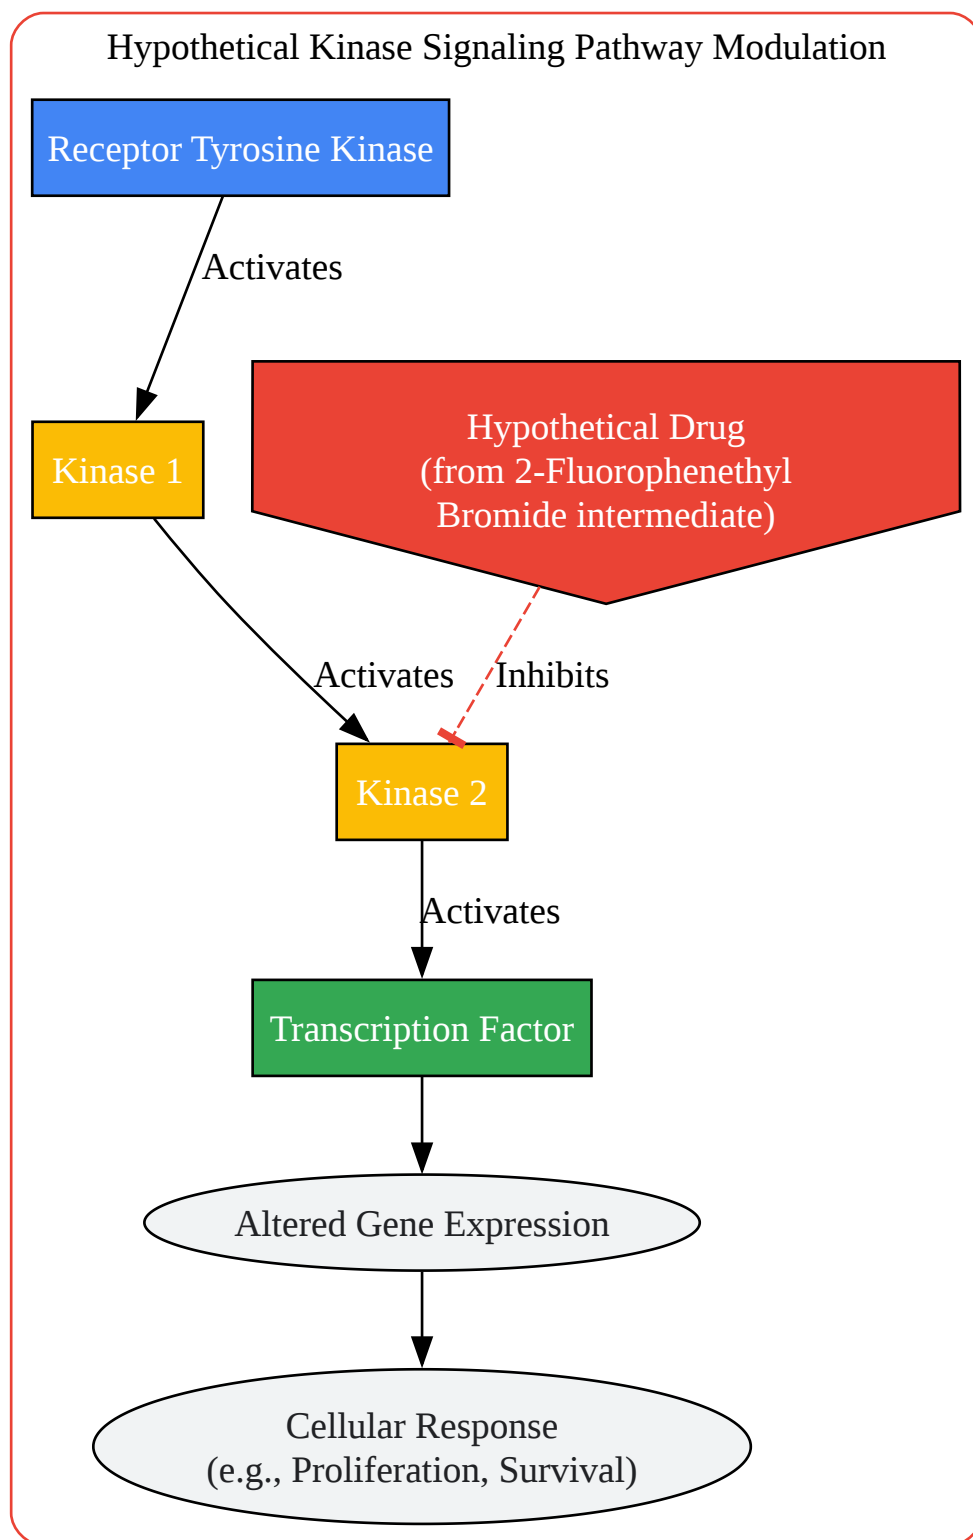 Hypothetical Kinase Signaling Pathway Modulation
Receptor Tyrosine Kinase
Activates
Kinase 1
Hypothetical Drug
(from 2-Fluorophenethyl
Bromide intermediate)
Activates
Inhibits
Kinase 2
Activates
Transcription Factor
Altered Gene Expression
Cellular Response
(e.g., Proliferation, Survival)